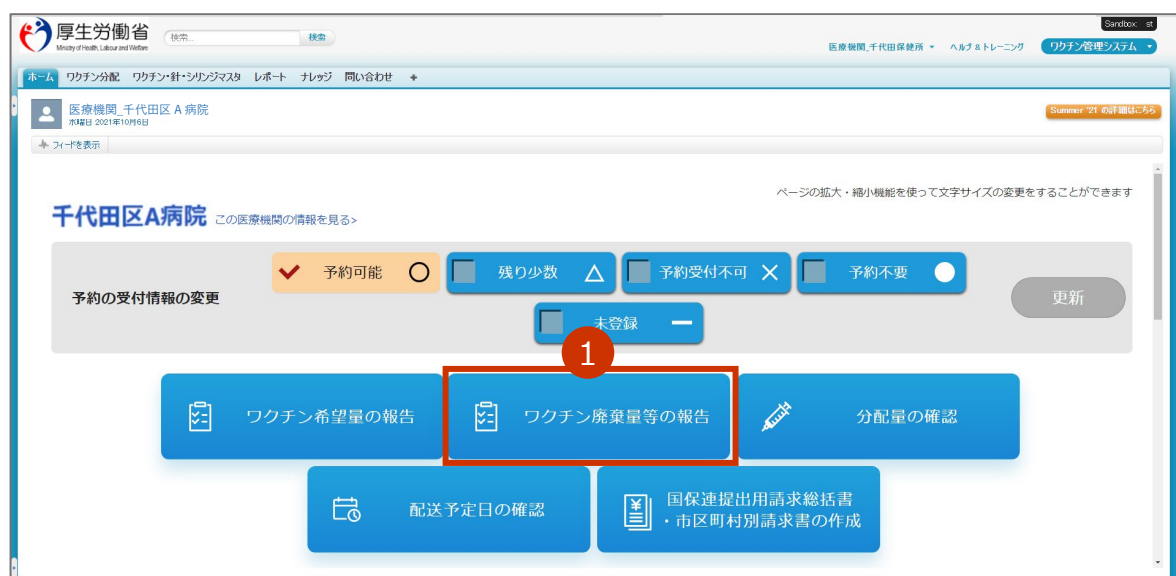 Sandbox: st
厚生労働省
Ministry of Health, Labour and Welfare
検索...
検索
医療機関_千代田保健所
ヘルプ & トレーニング
ワクチン管理システム
ホーム ワクチン分配 ワクチン・針・シリンジマスタ レポート ナレッジ 問い合わせ +
医療機関_千代田区 A 病院
水曜日 2021年10月6日
Summer '21 の詳細はこちら
フィードを表示
ページの拡大・縮小機能を使って文字サイズの変更をすることができます
千代田区A病院 この医療機関の情報を見る>
予約の受付情報の変更
予約可能 ○
残り少数 △
予約受付不可 ×
予約不要 ●
未登録 ー
更新
1
ワクチン希望量の報告
ワクチン廃棄量等の報告
分配量の確認
配送予定日の確認
国保連提出用請求総括書
・市区町村別請求書の作成